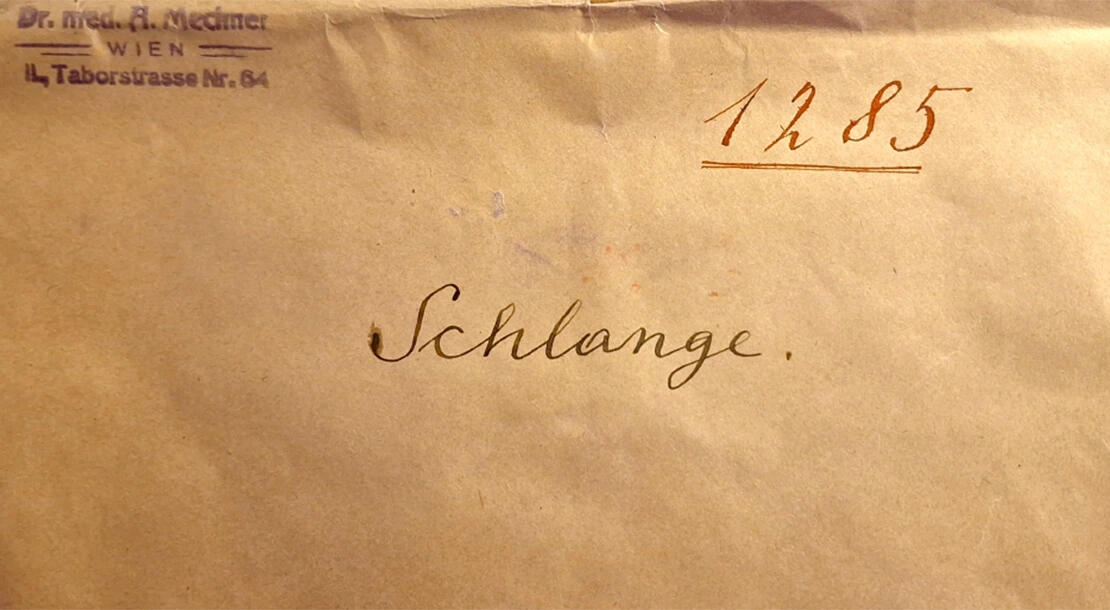 Dr. med. A. Mechner
WIEN
II., Taborstrasse Nr. 64
1285
Schlange.